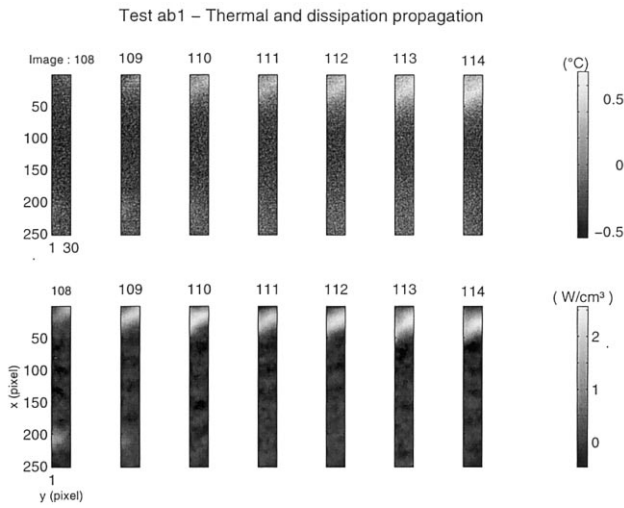 Test ab1 – Thermal and dissipation propagation
Image : 108 109 110 111 112 113 114 (°C)
50 100 150 200 250
1 30
0.5 0 −0.5
108 109 110 111 112 113 114 ( W/cm³ )
50 100 150 200 250
x (pixel)
2 1 0
1
y (pixel)